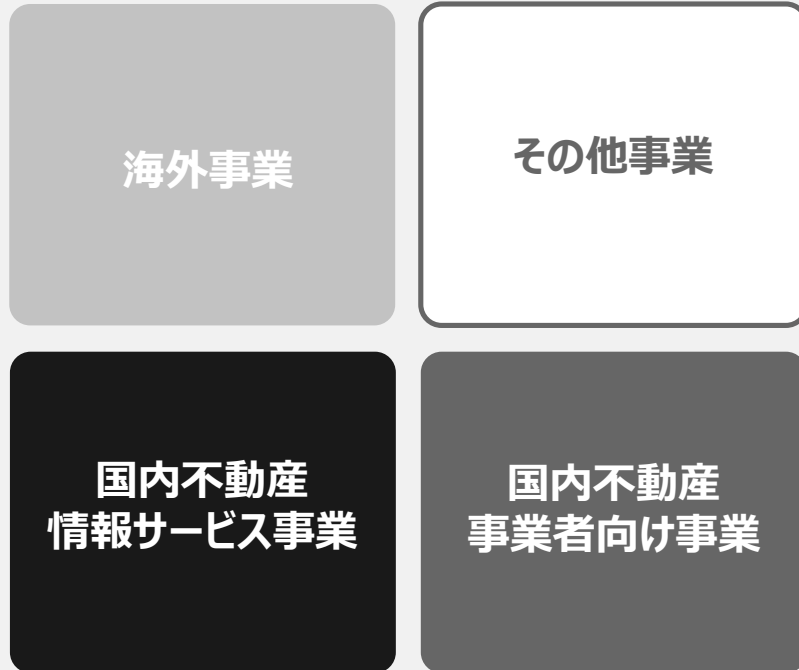 海外事業
その他事業
国内不動産
情報サービス事業
国内不動産
事業者向け事業